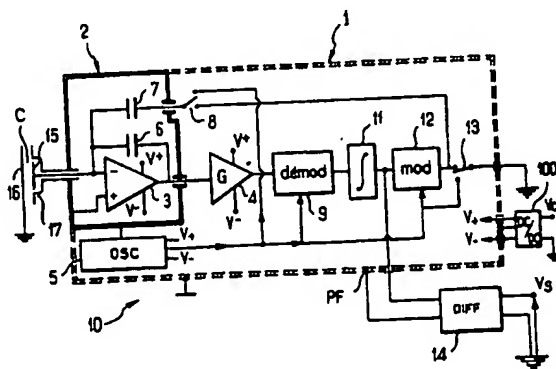 1
2
C
15
7
8
6
11
12
13
V+
V+
16
G
démod
∫
mod
100
V-
V-
3
4
9
17
5
OSC
V+
V-
V+
V-
DC/DC
10
PF
DIFF
Vs
14